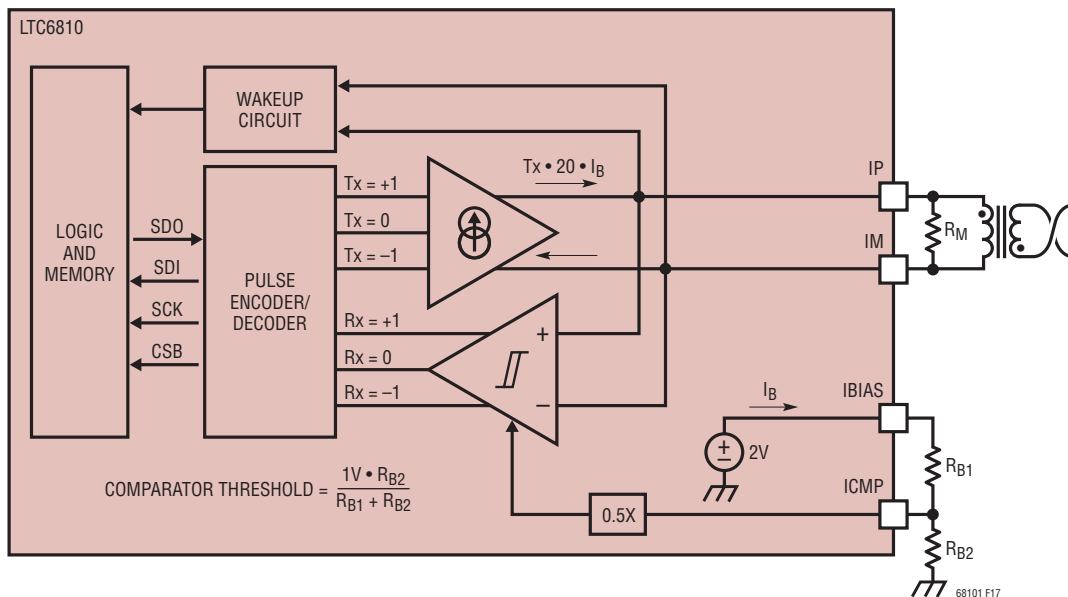 LTC6810
WAKEUP
CIRCUIT
LOGIC
AND
MEMORY
SDO
SDI
SCK
CSB
PULSE
ENCODER/
DECODER
Tx = +1
Tx = 0
Tx = –1
Rx = +1
Rx = 0
Rx = –1
Tx • 20 • IB
+
–
IP
IM
RM
IB
IBIAS
+
–
2V
ICMP
0.5X
RB1
RB2
COMPARATOR THRESHOLD = 1V • RB2
RB1 + RB2
68101 F17